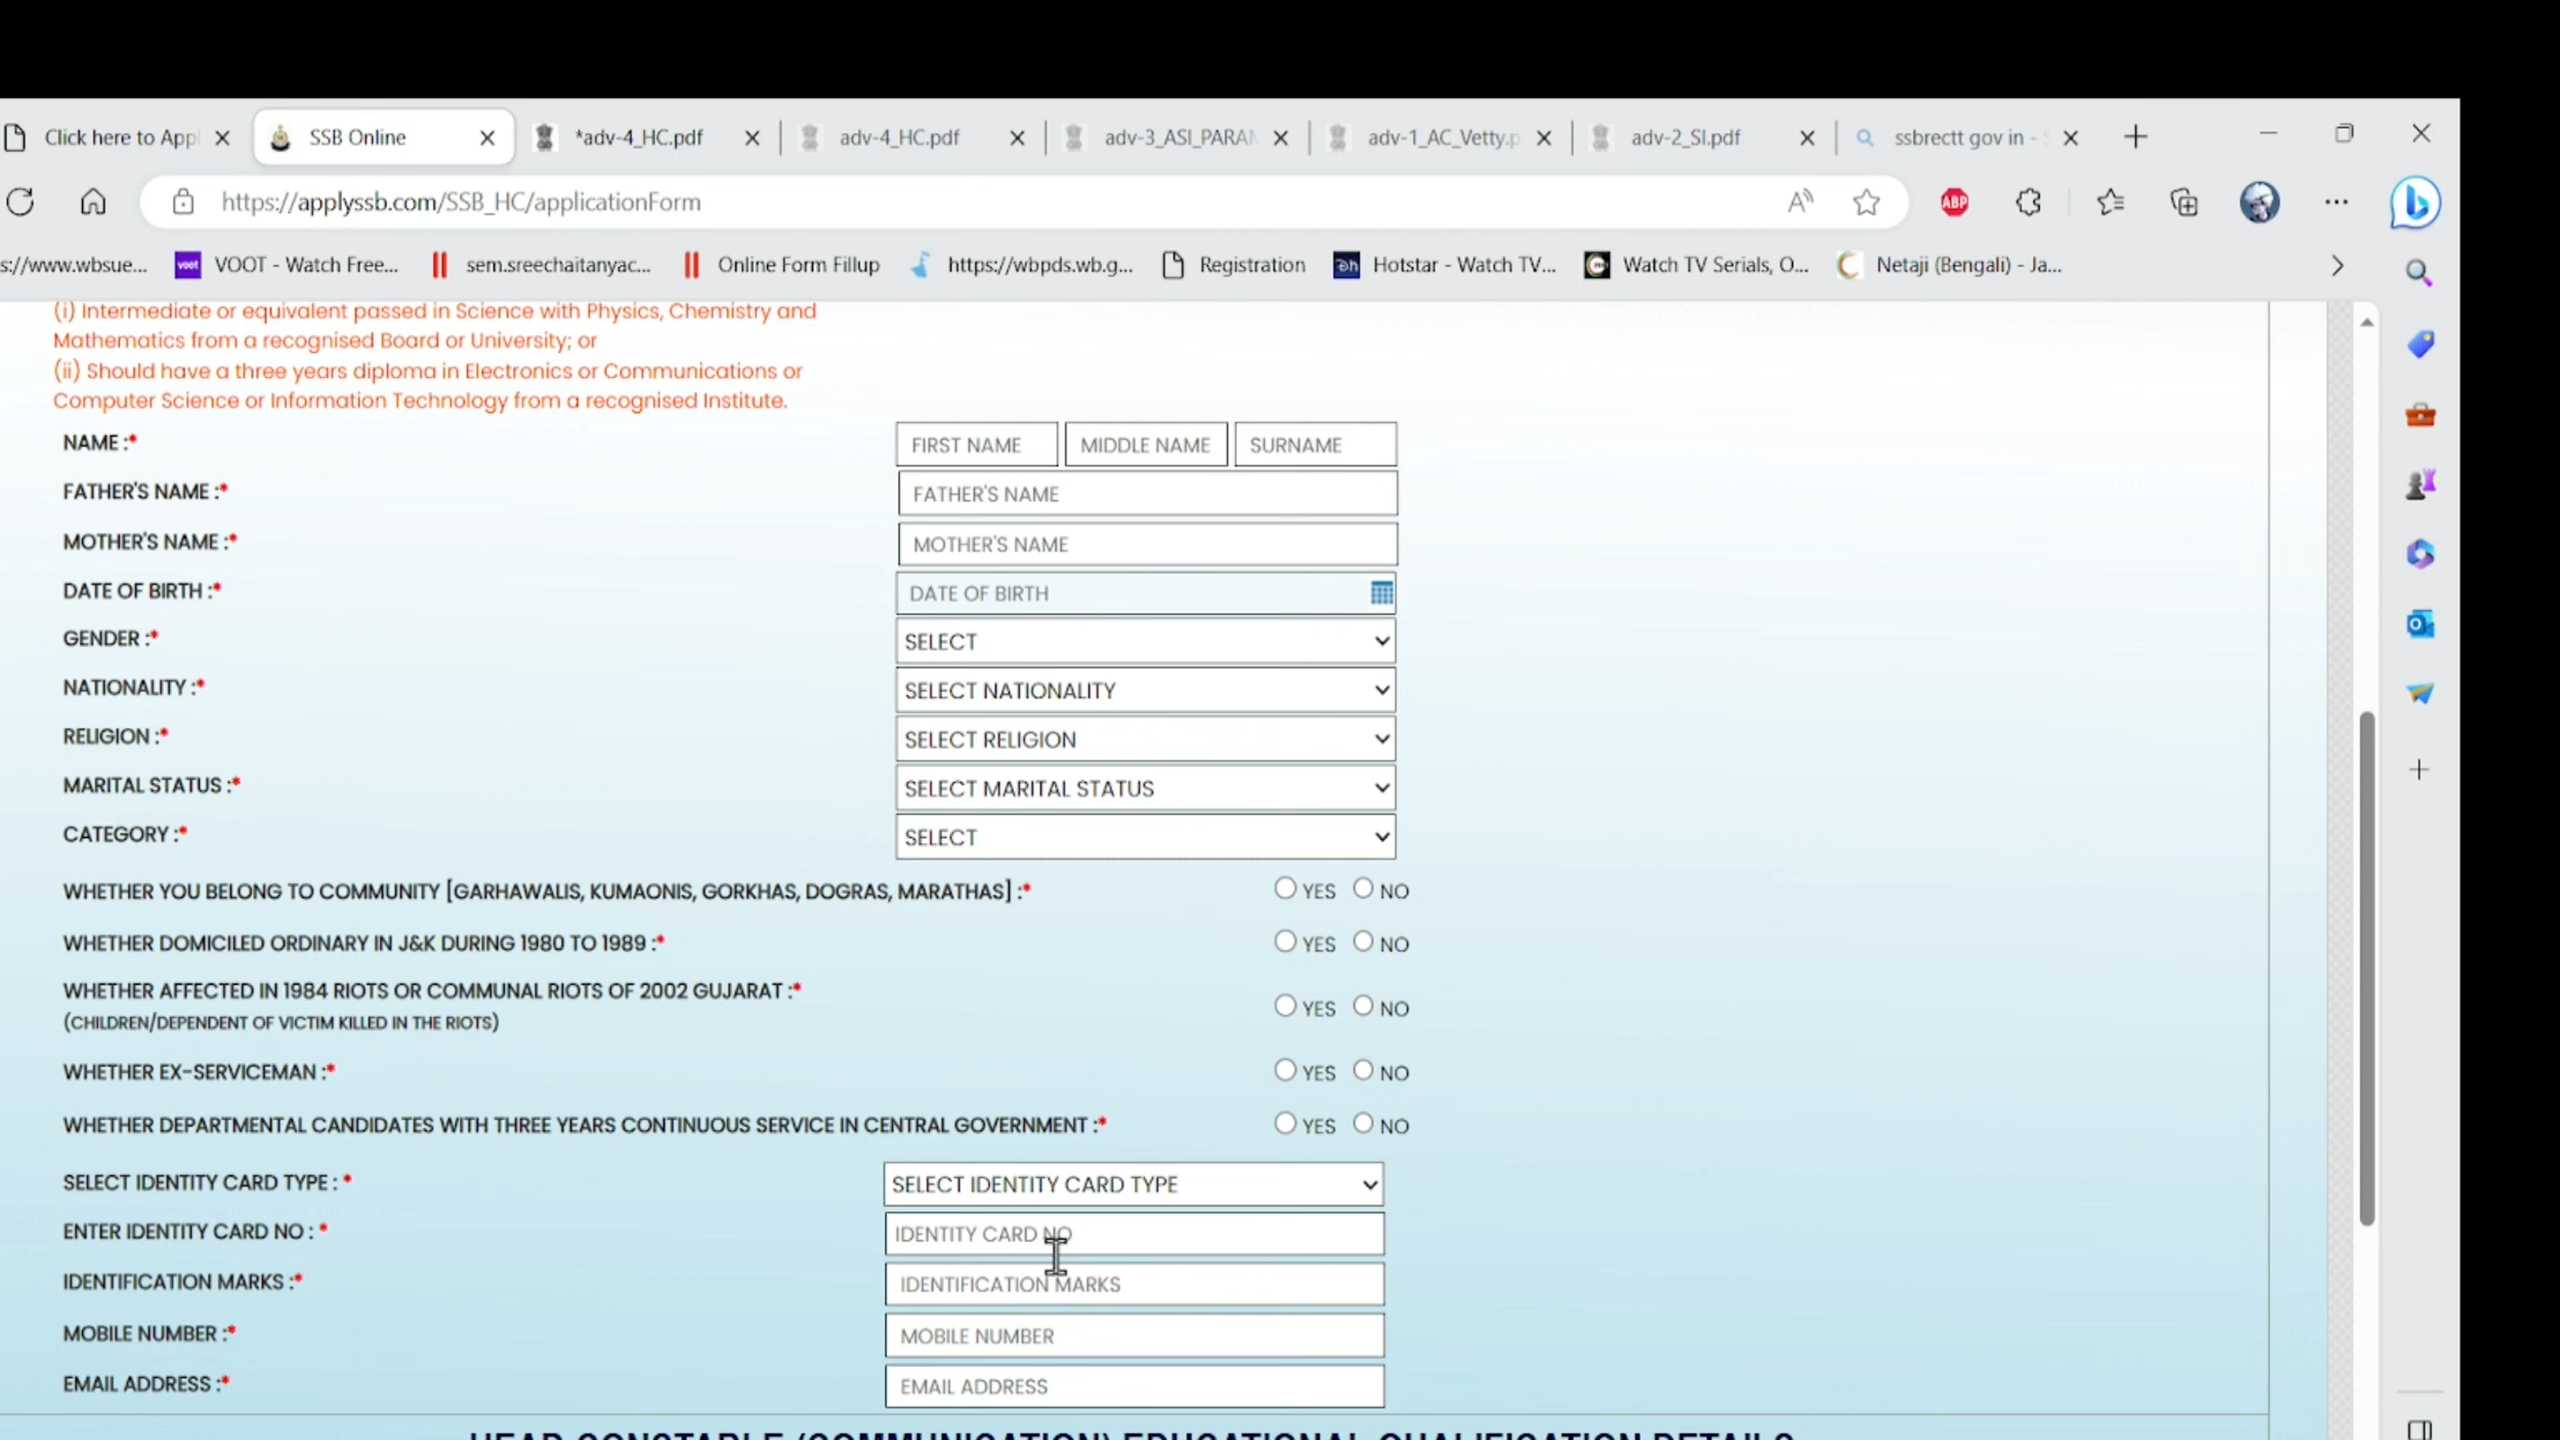 Click here to Appl
SSB Online
*adv-4_HC.pdf
adv-4_HC.pdf
adv-3_ASI_PARAN
adv-1_AC_Vetty.p
adv-2_SI.pdf
ssbrectt gov in -
https://applyssb.com/SSB_HC/applicationForm
A
ABP
s://www.wbsue...
voot
VOOT - Watch Free...
sem.sreechaitanyac...
Online Form Fillup
https://wbpds.wb.g...
Registration
Hotstar - Watch TV...
Watch TV Serials, O...
Netaji (Bengali) - Ja...
(i) Intermediate or equivalent passed in Science with Physics, Chemistry and
Mathematics from a recognised Board or University; or
(ii) Should have a three years diploma in Electronics or Communications or
Computer Science or Information Technology from a recognised Institute.
NAME :* FIRST NAME MIDDLE NAME SURNAME
FATHER'S NAME :* FATHER'S NAME
MOTHER'S NAME :* MOTHER'S NAME
DATE OF BIRTH :* DATE OF BIRTH
GENDER :* SELECT
NATIONALITY :* SELECT NATIONALITY
RELIGION :* SELECT RELIGION
MARITAL STATUS :* SELECT MARITAL STATUS
CATEGORY :* SELECT
WHETHER YOU BELONG TO COMMUNITY [GARHAWALIS, KUMAONIS, GORKHAS, DOGRAS, MARATHAS] :* YES NO
WHETHER DOMICILED ORDINARY IN J&K DURING 1980 TO 1989 :* YES NO
WHETHER AFFECTED IN 1984 RIOTS OR COMMUNAL RIOTS OF 2002 GUJARAT :* YES NO
(CHILDREN/DEPENDENT OF VICTIM KILLED IN THE RIOTS)
WHETHER EX-SERVICEMAN :* YES NO
WHETHER DEPARTMENTAL CANDIDATES WITH THREE YEARS CONTINUOUS SERVICE IN CENTRAL GOVERNMENT :* YES NO
SELECT IDENTITY CARD TYPE : * SELECT IDENTITY CARD TYPE
ENTER IDENTITY CARD NO : * IDENTITY CARD NO
IDENTIFICATION MARKS :* IDENTIFICATION MARKS
MOBILE NUMBER :* MOBILE NUMBER
EMAIL ADDRESS :* EMAIL ADDRESS
HEAD CONSTABLE (COMMUNICATION) EDUCATIONAL QUALIFICATION DETAILS